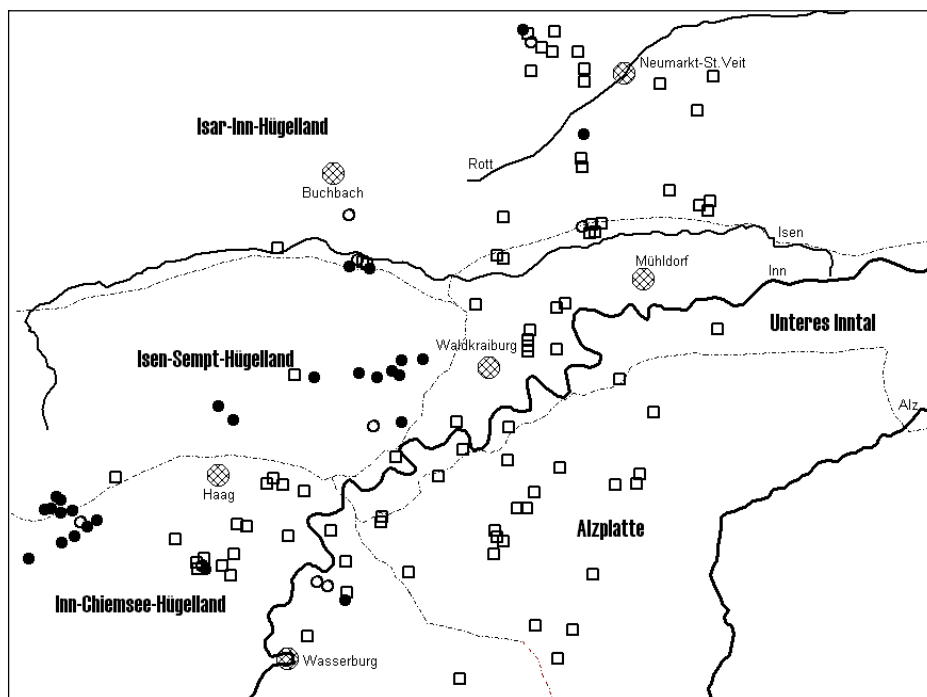 Neumarkt-St.Veit
Isar-Inn-Hügelland
Rott
Buchbach
Isen
Mühldorf
Inn
Unteres Inntal
Waldkraiburg
Isen-Sempt-Hügelland
Alz
Haag
Alzplatte
Inn-Chiemsee-Hügelland
Wasserburg